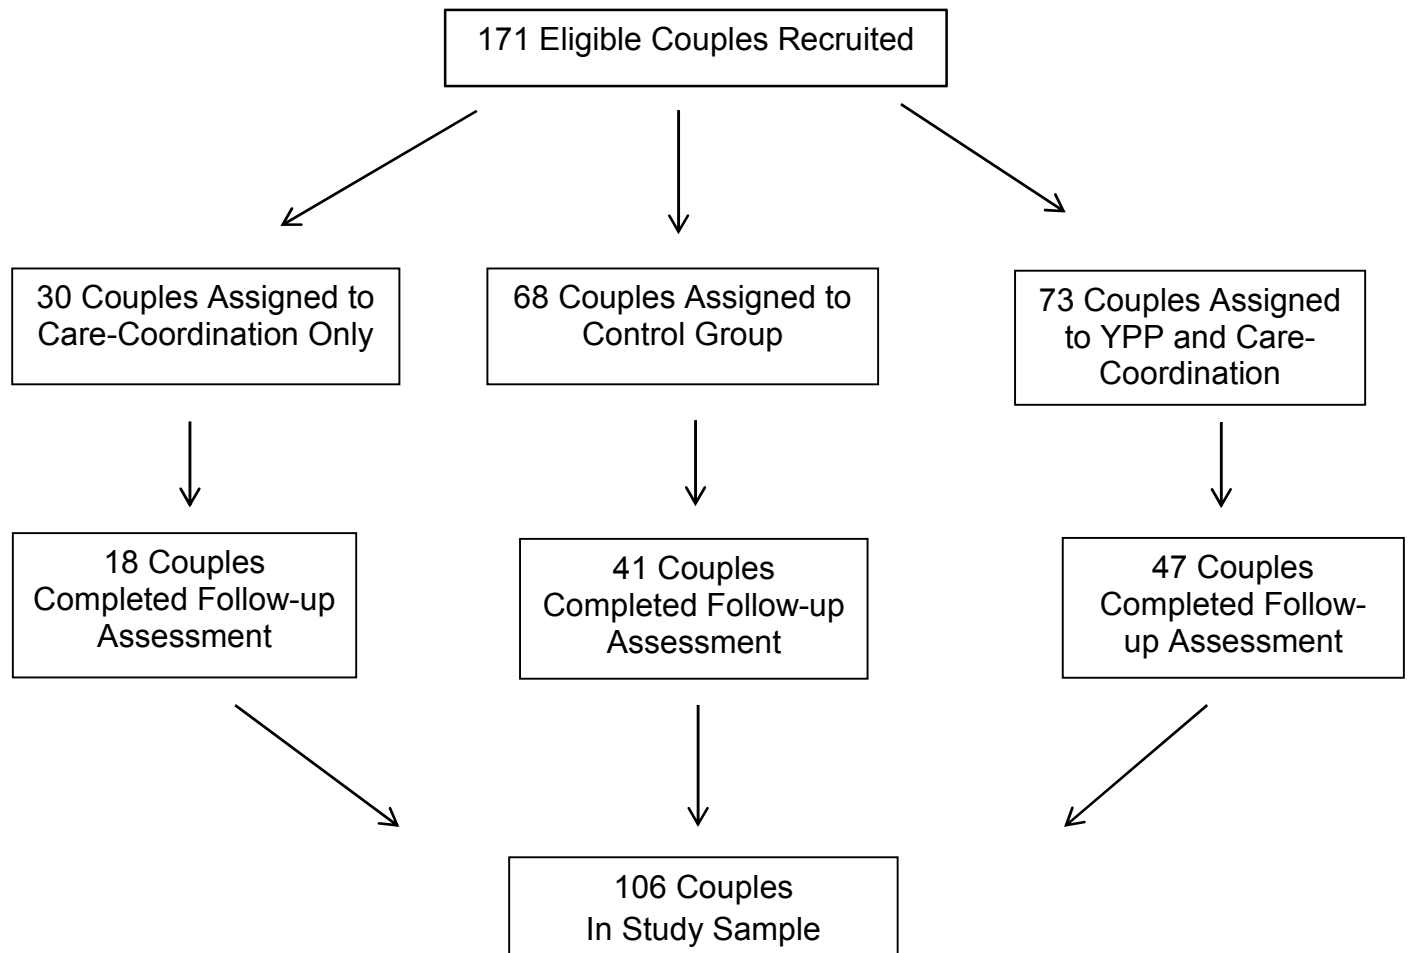 171 Eligible Couples Recruited
30 Couples Assigned to
Care-Coordination Only
68 Couples Assigned to
Control Group
73 Couples Assigned
to YPP and Care-
Coordination
18 Couples
Completed Follow-up
Assessment
41 Couples
Completed Follow-up
Assessment
47 Couples
Completed Follow-
up Assessment
106 Couples
In Study Sample